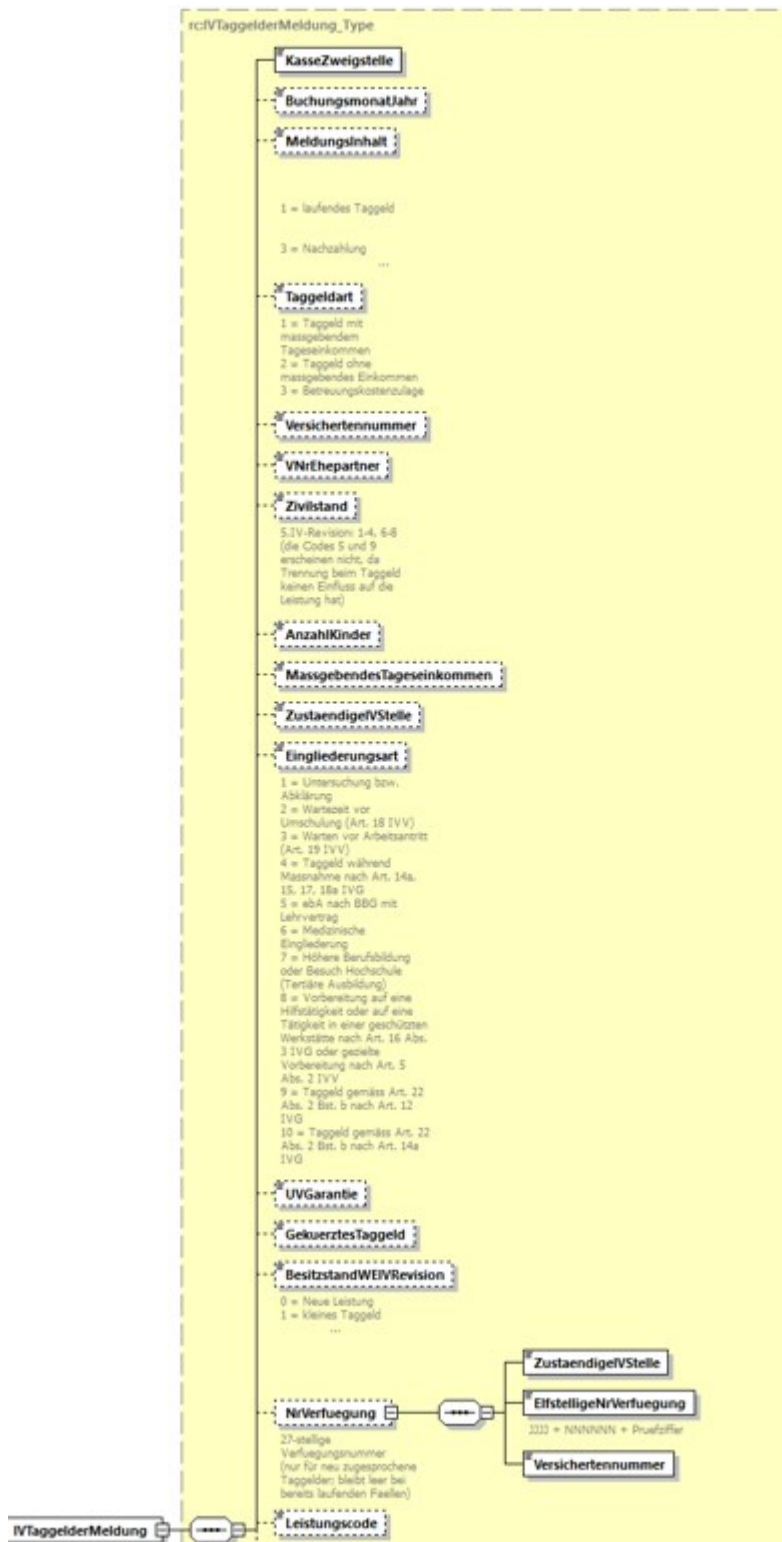 rc:IVTaggelderMeldung_Type
KasseZweigstelle
BuchungsmonatJahr
MeldungsInhalt
1 = laufendes Taggeld
3 = Nachzahlung
...
Taggeldart
1 = Taggeld mit
massgebendem
Tageseinkommen
2 = Taggeld ohne
massgebendes Einkommen
3 = Betreuungskostenzulage
Versichertennummer
VNrEhepartner
Zivilstand
5.IV-Revision: 1-4, 6-8
(die Codes 5 und 9
erscheinen nicht, da
Trennung beim Taggeld
keinen Einfluss auf die
Leistung hat)
AnzahlKinder
MassgebendesTageseinkommen
ZustaendigeIVStelle
Eingliederungsart
1 = Untersuchung bzw.
Abklärung
2 = Wartezeit vor
Umschulung (Art. 18 IVV)
3 = Warten vor Arbeitsantritt
(Art. 19 IVV)
4 = Taggeld während
Massnahme nach Art. 14a,
15, 17, 18a IVG
5 = ebA nach BBG mit
Lehrvertrag
6 = Medizinische
Eingliederung
7 = Höhere Berufsbildung
oder Besuch Hochschule
(Tertiäre Ausbildung)
8 = Vorbereitung auf eine
Hilfstätigkeit oder auf eine
Tätigkeit in einer geschützten
Werkstätte nach Art. 16 Abs.
3 IVG oder gezielte
Vorbereitung nach Art. 5
Abs. 2 IVV
9 = Taggeld gemäss Art. 22
Abs. 2 Bst. b nach Art. 12
IVG
10 = Taggeld gemäss Art. 22
Abs. 2 Bst. b nach Art. 14a
IVG
UVGarantie
GekuerztesTaggeld
BesitzstandWEIVRevision
0 = Neue Leistung
1 = kleines Taggeld
...
ZustaendigeIVStelle
ElfstelligeNrVerfuegung
JJJJ + NNNNNN + Pruefziffer
Versichertennummer
NrVerfuegung
27-stellige
Verfuegungsnummer
(nur für neu zugesprochene
Taggelder; bleibt leer bei
bereits laufenden Faellen)
Leistungscode
IVTaggelderMeldung